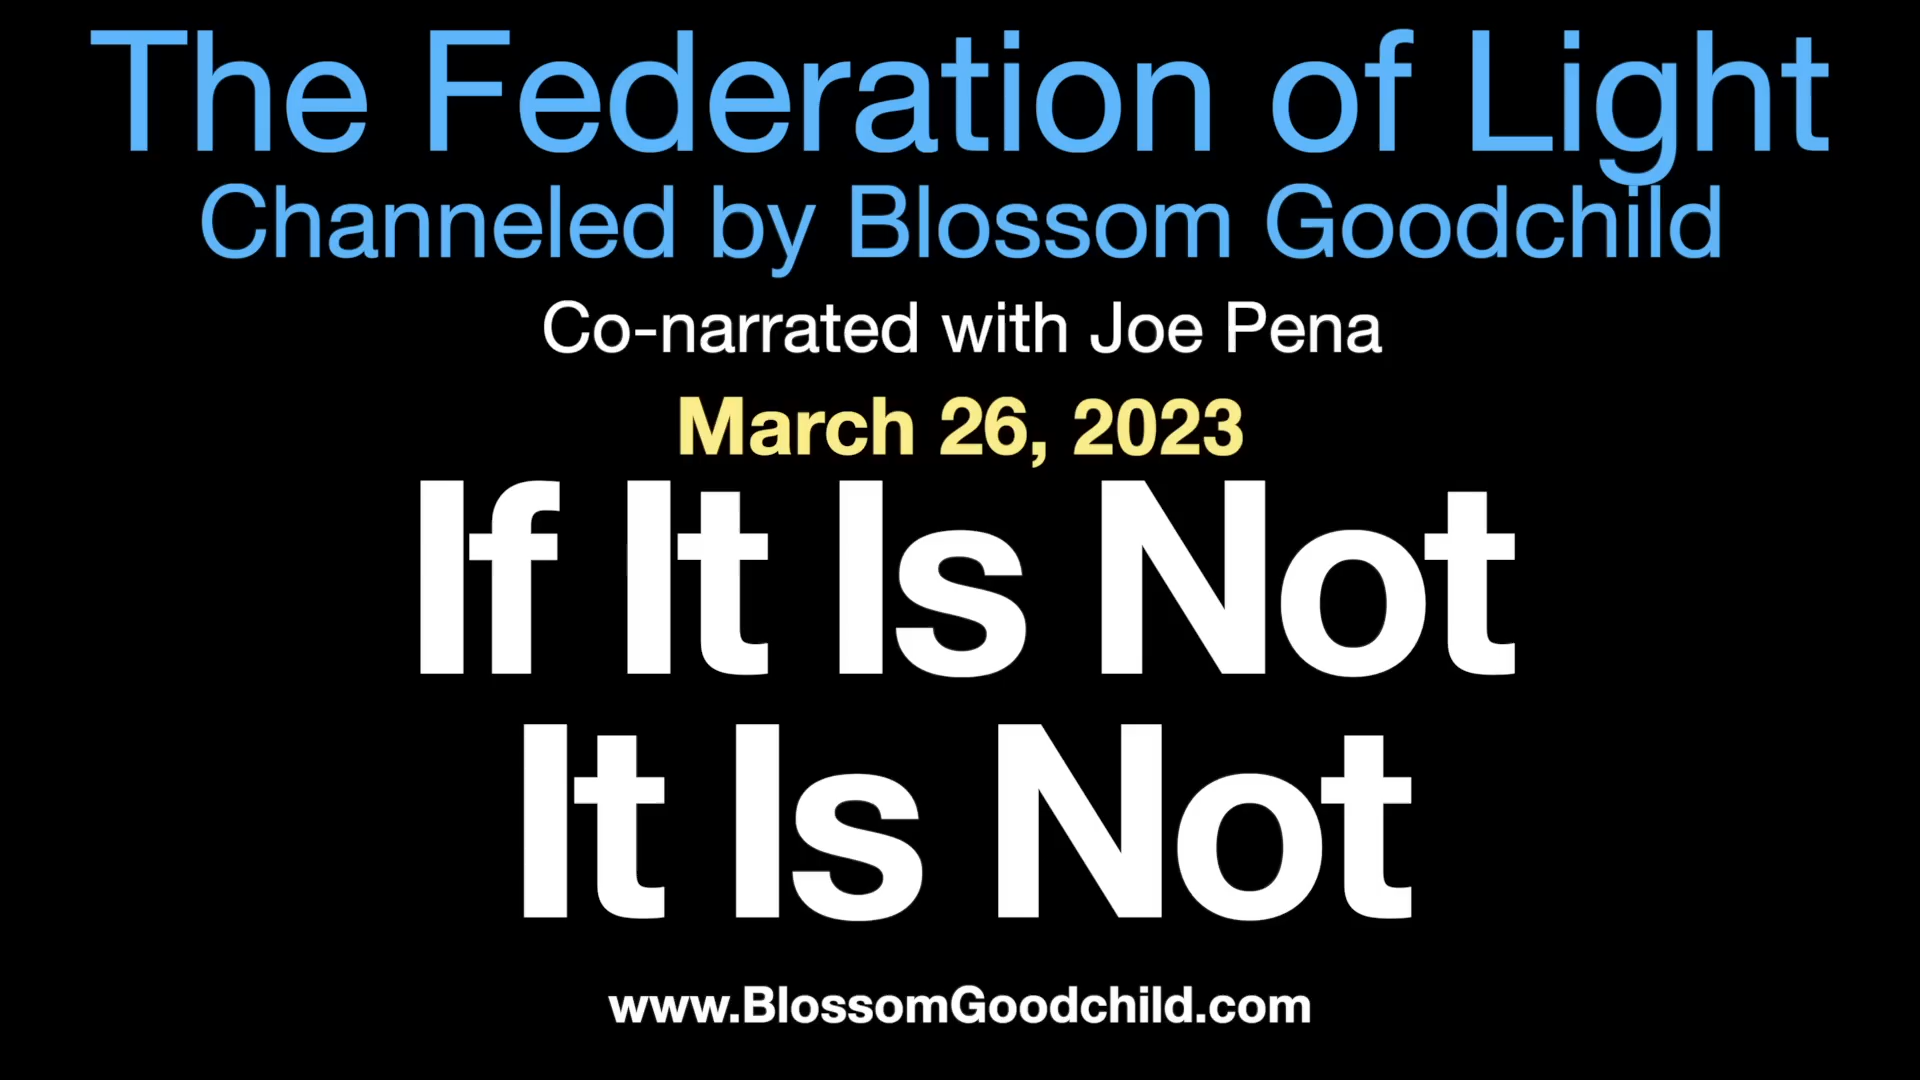 The Federation of Light
Channeled by Blossom Goodchild
Co-narrated with Joe Pena
March 26, 2023
If It Is Not
It Is Not
www.BlossomGoodchild.com